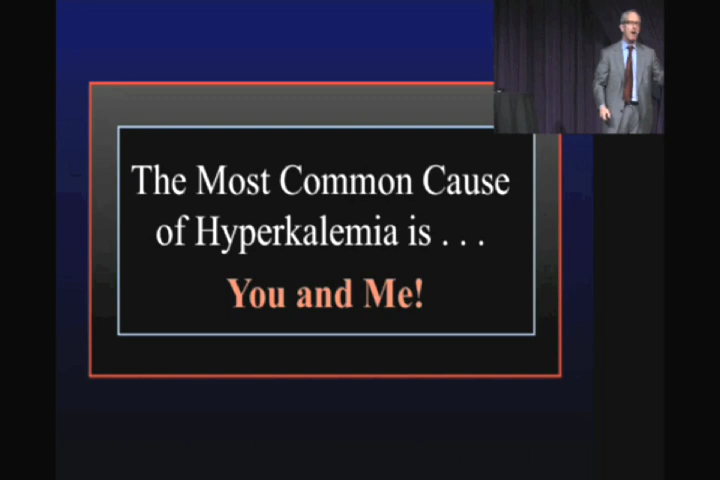 The Most Common Cause
of Hyperkalemia is . . .
You and Me!